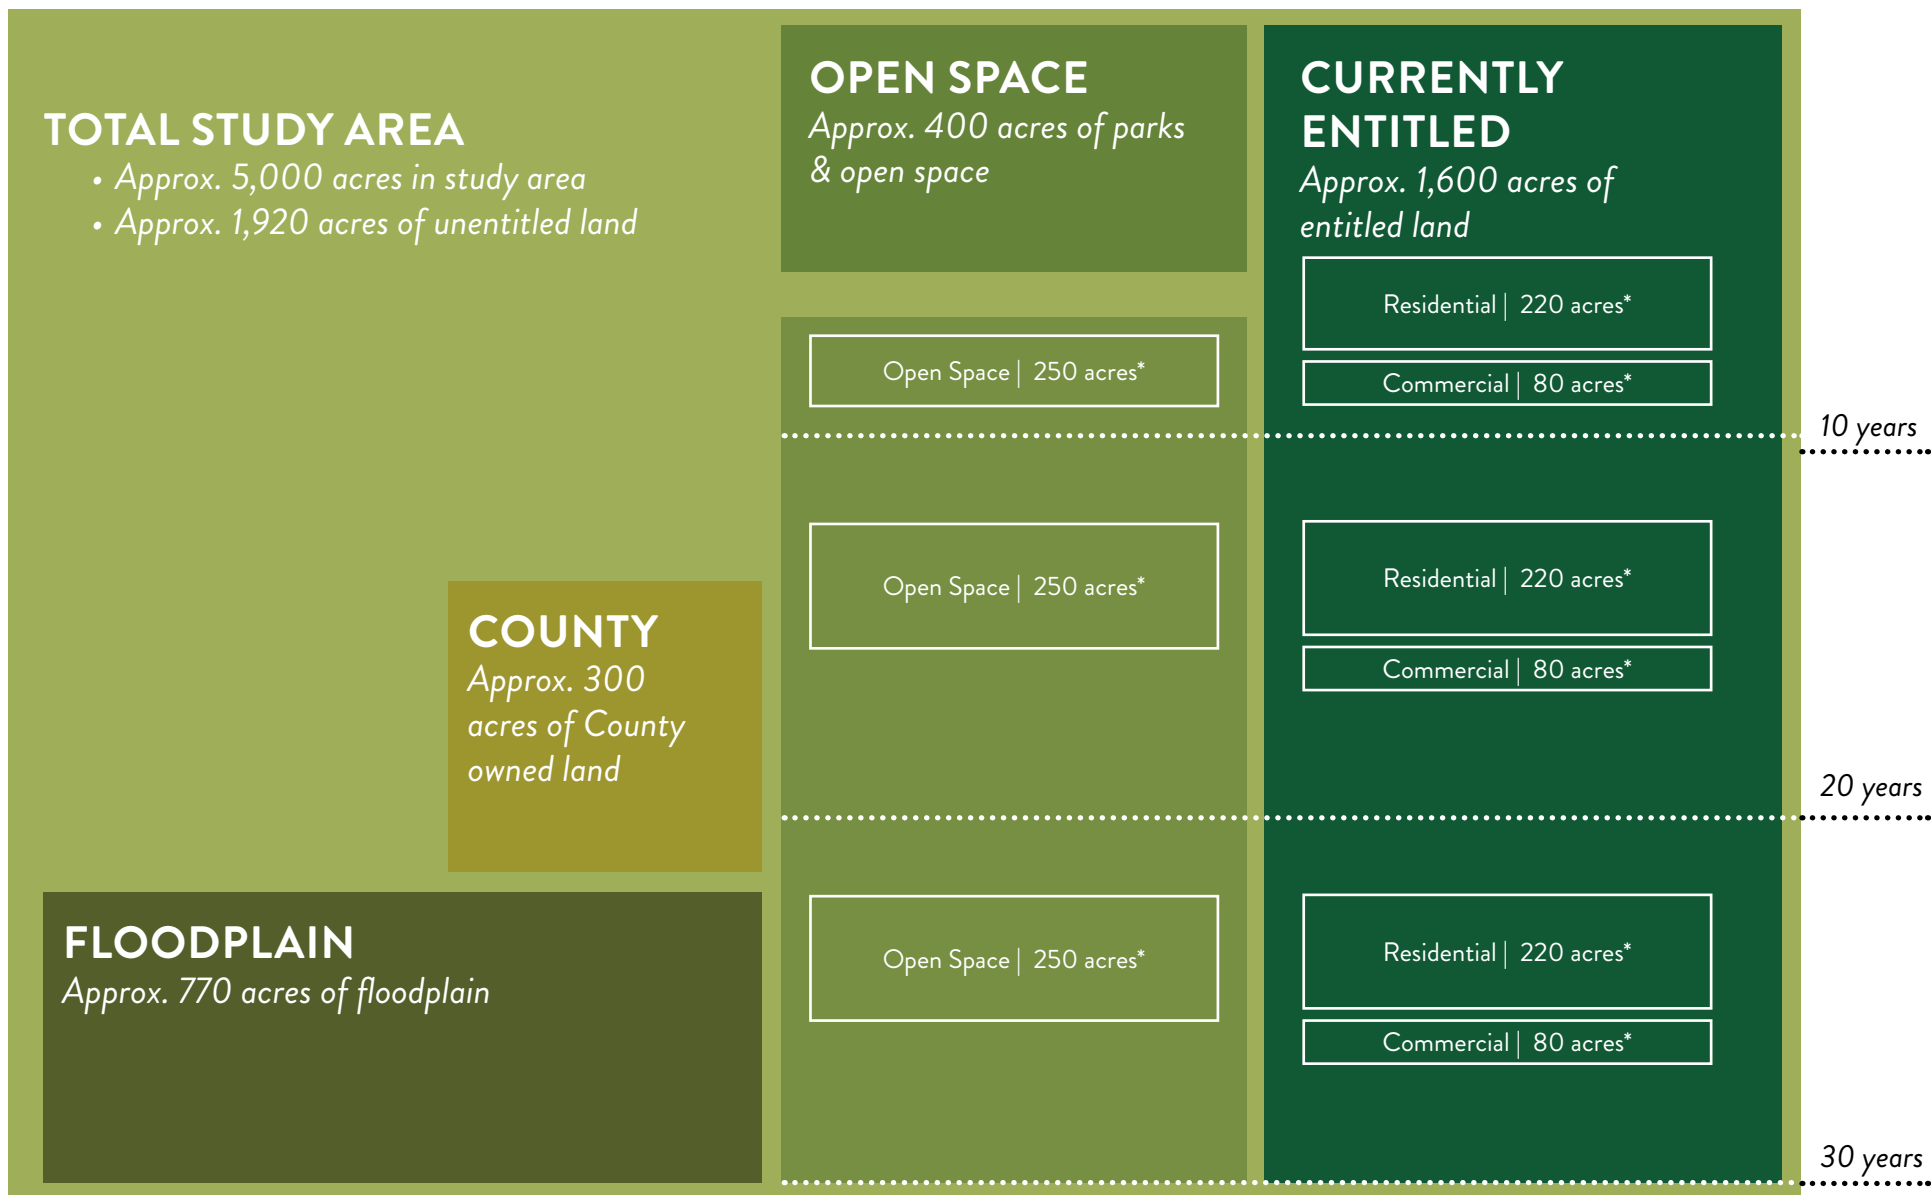 TOTAL STUDY AREA
• Approx. 5,000 acres in study area
• Approx. 1,920 acres of unentitled land
OPEN SPACE
Approx. 400 acres of parks
& open space
CURRENTLY
ENTITLED
Approx. 1,600 acres of
entitled land
Residential | 220 acres*
Commercial | 80 acres*
Open Space | 250 acres*
10 years
Open Space | 250 acres*
Residential | 220 acres*
Commercial | 80 acres*
COUNTY
Approx. 300
acres of County
owned land
20 years
FLOODPLAIN
Approx. 770 acres of floodplain
Open Space | 250 acres*
Residential | 220 acres*
Commercial | 80 acres*
30 years